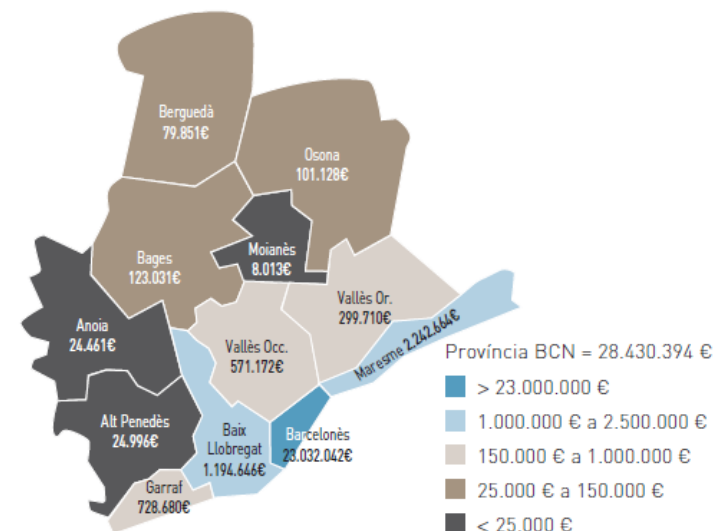 Berguedà
79.851€
Osona
101.128€
Bages
123.031€
Moianès
8.013€
Vallès Or.
299.710€
Anoia
24.461€
Vallès Occ.
571.172€
Maresme 2.242.664€
Alt Penedès
24.996€
Baix
Llobregat
1.194.646€
Barcelonès
23.032.042€
Garraf
728.680€
Província BCN = 28.430.394 €
> 23.000.000 €
1.000.000 € a 2.500.000 €
150.000 € a 1.000.000 €
25.000 € a 150.000 €
< 25.000 €